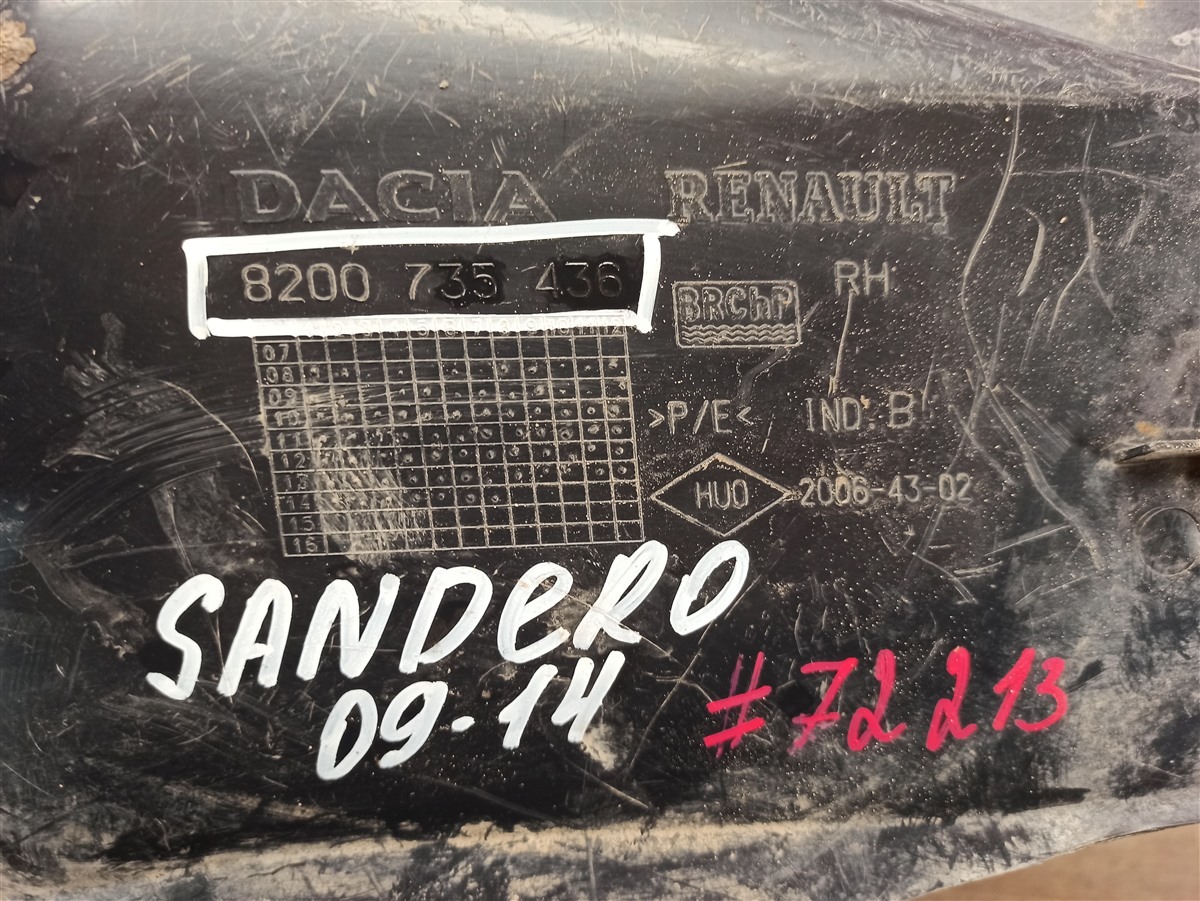 DACIA RENAULT
8200 735 436
BRChP
RH
07
08
09
10
11
12
13
14
15
16
>P/E<
IND: B
HUO
2006-43-02
SANDeRO
09-14
#72213